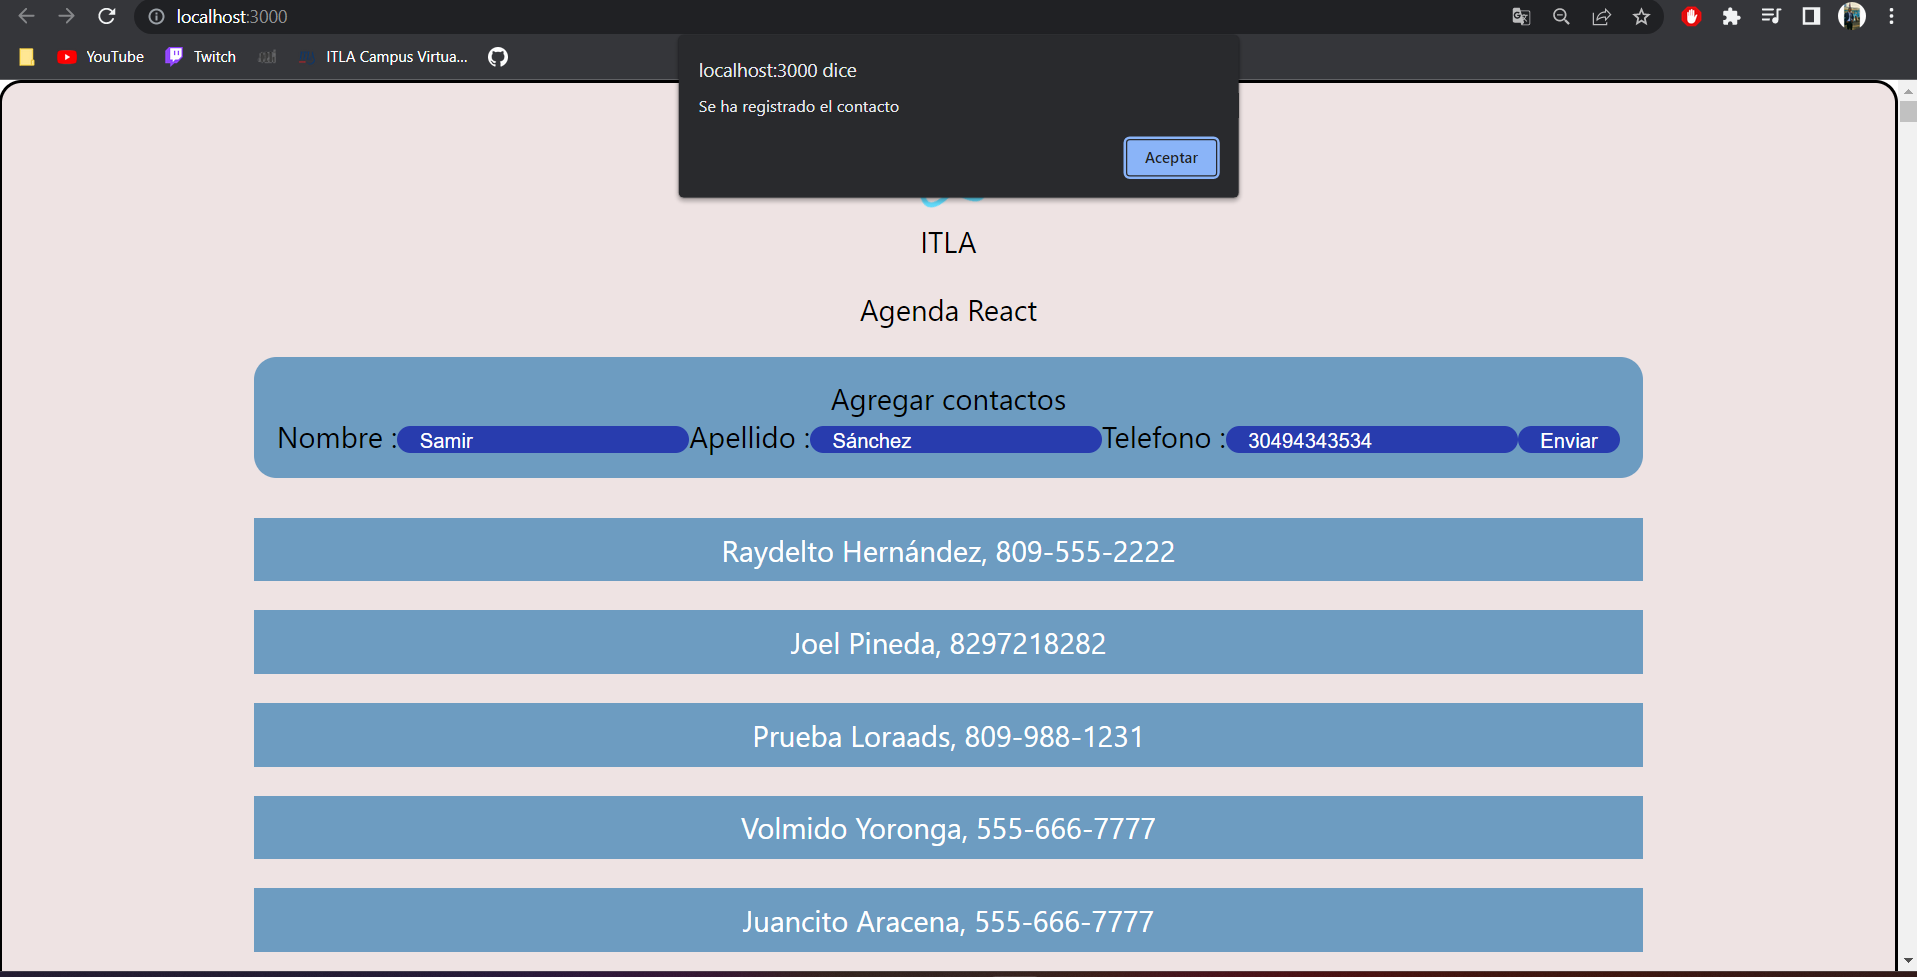 localhost:3000
YouTube Twitch ITLA Campus Virtua...
localhost:3000 dice
Se ha registrado el contacto
Aceptar
ITLA
Agenda React
Agregar contactos
Nombre : Samir Apellido : Sánchez Telefono : 30494343534 Enviar
Raydelto Hernández, 809-555-2222
Joel Pineda, 8297218282
Prueba Loraads, 809-988-1231
Volmido Yoronga, 555-666-7777
Juancito Aracena, 555-666-7777